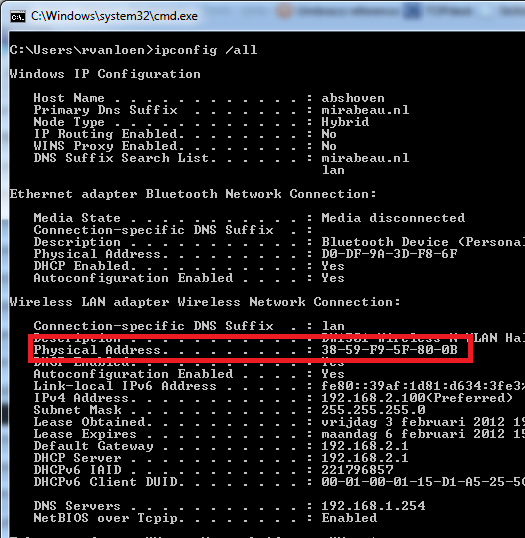 C:\Windows\system32\cmd.exe
C:\Users\rvanloen>ipconfig /all
Windows IP Configuration
Host Name . . . . . . . . . . . . : abshoven
Primary Dns Suffix . . . . . . . : mirabeau.nl
Node Type . . . . . . . . . . . . : Hybrid
IP Routing Enabled. . . . . . . . : No
WINS Proxy Enabled. . . . . . . . : No
DNS Suffix Search List. . . . . . : mirabeau.nl
lan
Ethernet adapter Bluetooth Network Connection:
Media State . . . . . . . . . . . : Media disconnected
Connection-specific DNS Suffix . :
Description . . . . . . . . . . . : Bluetooth Device (Persona
Physical Address. . . . . . . . . : D0-DF-9A-3D-F8-6F
DHCP Enabled. . . . . . . . . . . : Yes
Autoconfiguration Enabled . . . . : Yes
Wireless LAN adapter Wireless Network Connection:
Connection-specific DNS Suffix . : lan
Description . . . . . . . . . . . : Wireless-N WLAN Hal
Physical Address. . . . . . . . . : 38-59-F9-5F-80-0B
DHCP Enabled. . . . . . . . . . . : Yes
Autoconfiguration Enabled . . . . : Yes
Link-local IPv6 Address . . . . . : fe80::39af:1d81:d634:3fe3%
IPv4 Address. . . . . . . . . . . : 192.168.2.100(Preferred)
Subnet Mask . . . . . . . . . . . : 255.255.255.0
Lease Obtained. . . . . . . . . . : vrijdag 3 februari 2012
Lease Expires . . . . . . . . . . : maandag 6 februari 2012 15
Default Gateway . . . . . . . . . : 192.168.2.1
DHCP Server . . . . . . . . . . . : 192.168.2.1
DHCPv6 IAID . . . . . . . . . . . : 221796857
DHCPv6 Client DUID. . . . . . . . : 00-01-00-01-15-D1-A5-25-5C
DNS Servers . . . . . . . . . . . : 192.168.1.254
NetBIOS over Tcpip. . . . . . . . : Enabled